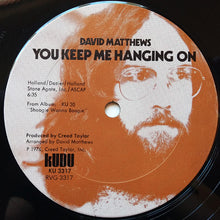 DAVID MATTHEWS
YOU KEEP ME HANGING ON
Holland/Dozier/Holland
Stone Agate, Inc./ASCAP
6:35
From Album KU 30
"Shoogie Wanna Boogie"
Produced by Creed Taylor
Arranged by David Matthews
kUDU
KU 3317
RVG 3317
Creed Taylor, Inc.